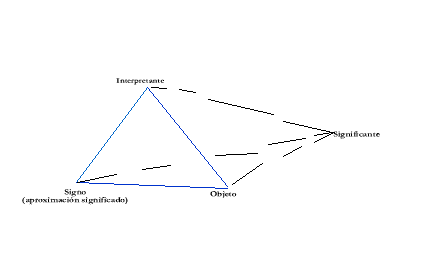 Interpretante
Significante
Signo
(aproximación significado)
Objeto